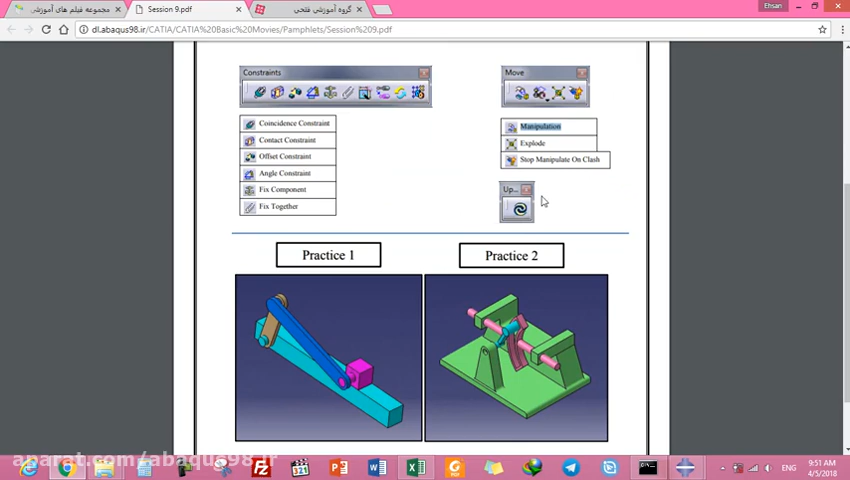 مجموعه فیلم های آموزشی
Session 9.pdf
گروه آموزشی فتحی
Ehsan
dl.abaqus98.ir/CATIA/CATIA%20Basic%20Movies/Pamphlets/Session%209.pdf
Constraints
Move
Coincidence Constraint
Contact Constraint
Offset Constraint
Angle Constraint
Fix Component
Fix Together
Manipulation
Explode
Stop Manipulate On Clash
Up...
Practice 1
Practice 2
aparat.com/abaqus98.ir
321
ENG
9:51 AM
4/5/2018